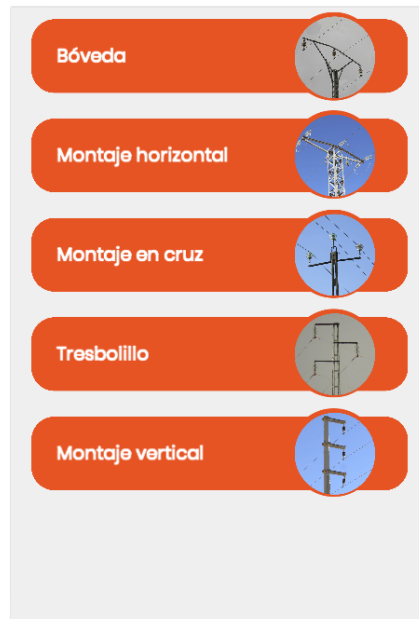 Bóveda
Montaje horizontal
Montaje en cruz
Tresbolillo
Montaje vertical